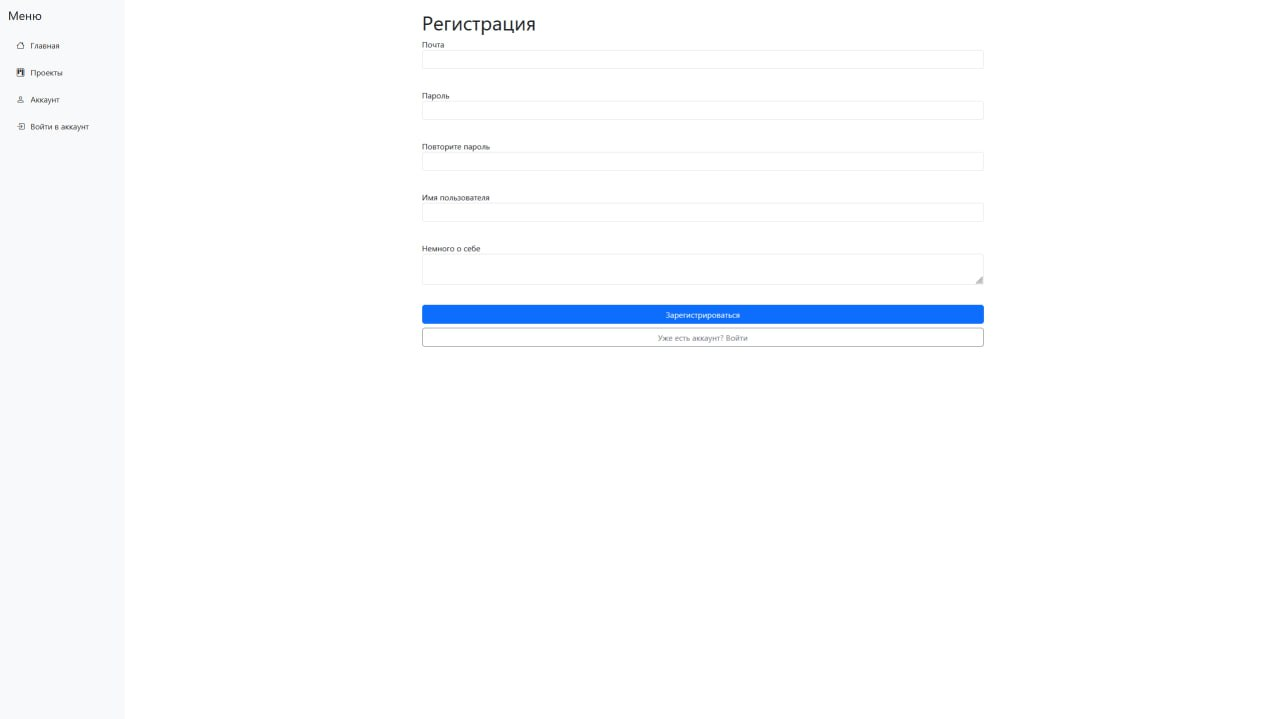 Меню
Главная
Проекты
Аккаунт
Войти в аккаунт
Регистрация
Почта
Пароль
Повторите пароль
Имя пользователя
Немного о себе
Зарегистрироваться
Уже есть аккаунт? Войти